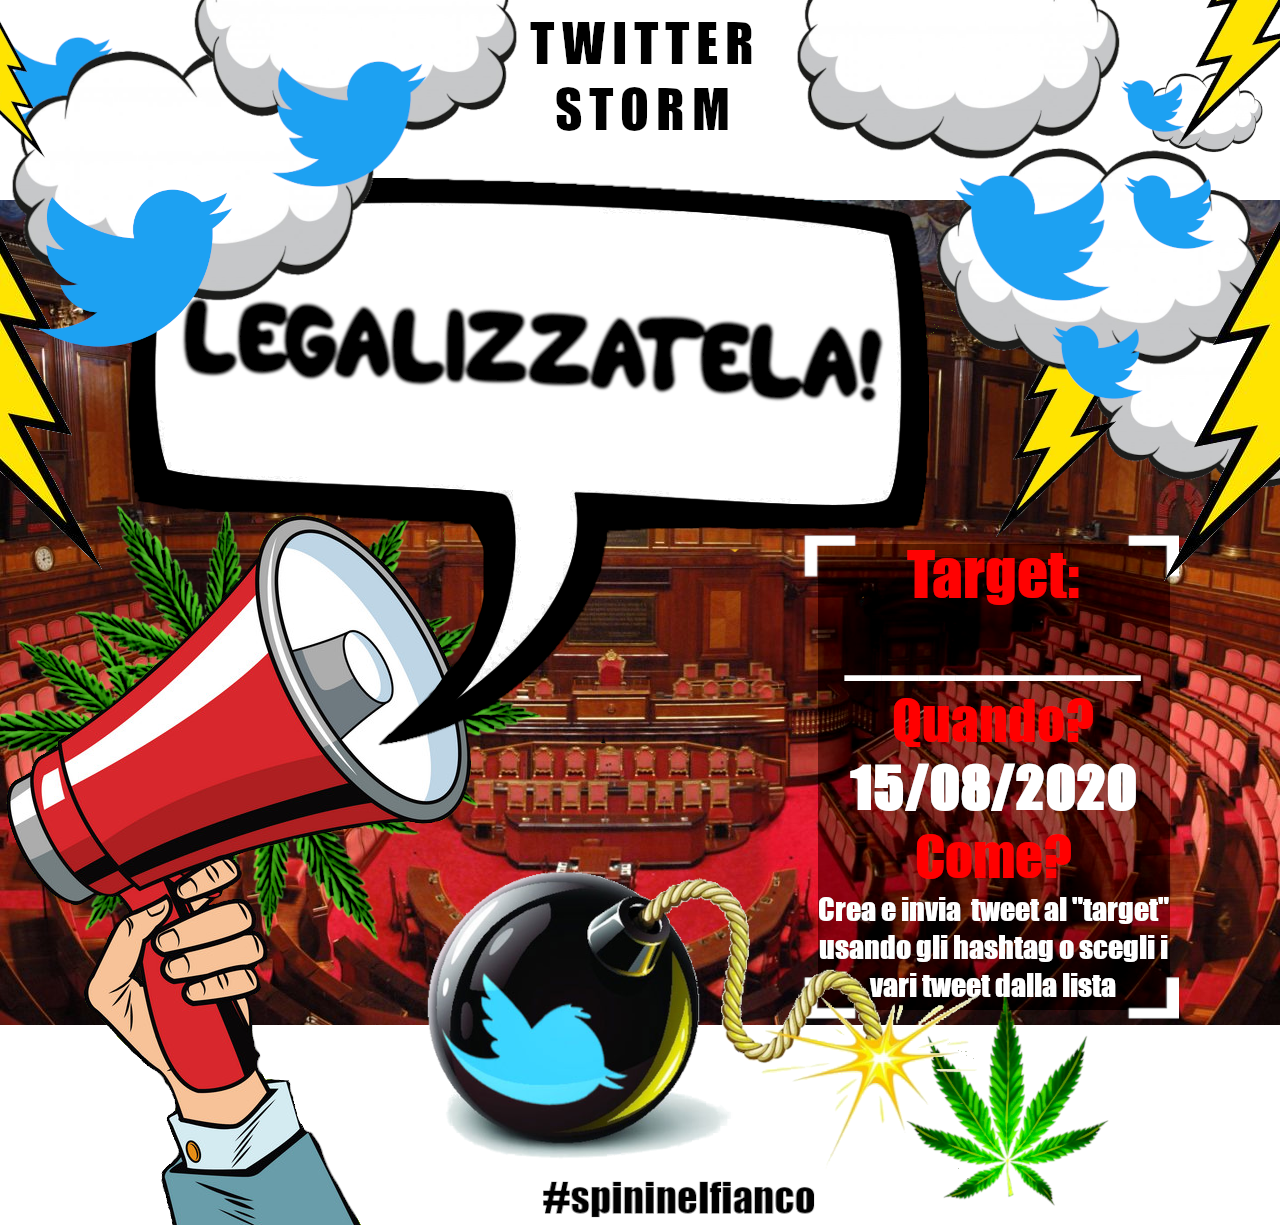 TWITTER
STORM
LEGALIZZATELA!
Target:
Quando?
15/08/2020
Come?
Crea e invia tweet al "target"
usando gli hashtag o scegli i
vari tweet dalla lista
#spininelfianco